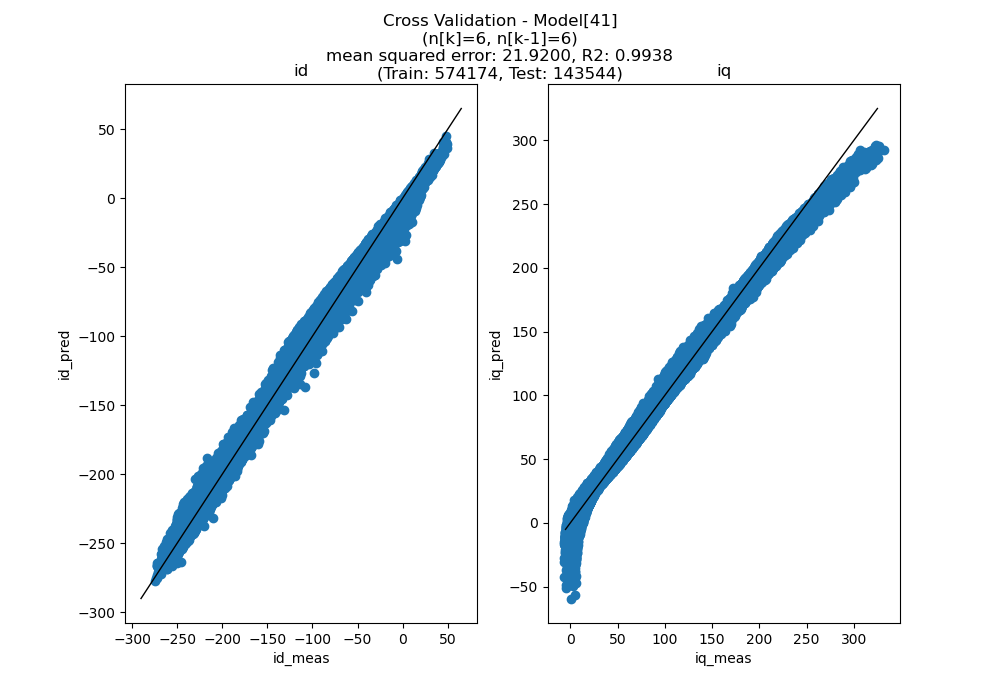 Cross Validation - Model[41]
(n[k]=6, n[k-1]=6)
mean squared error: 21.9200, R2: 0.9938
(Train: 574174, Test: 143544)
id
50
0
−50
−100
−150
−200
−250
−300
id_pred
−300 −250 −200 −150 −100 −50 0 50
id_meas
iq
300
250
200
150
100
50
0
−50
iq_pred
0 50 100 150 200 250 300
iq_meas